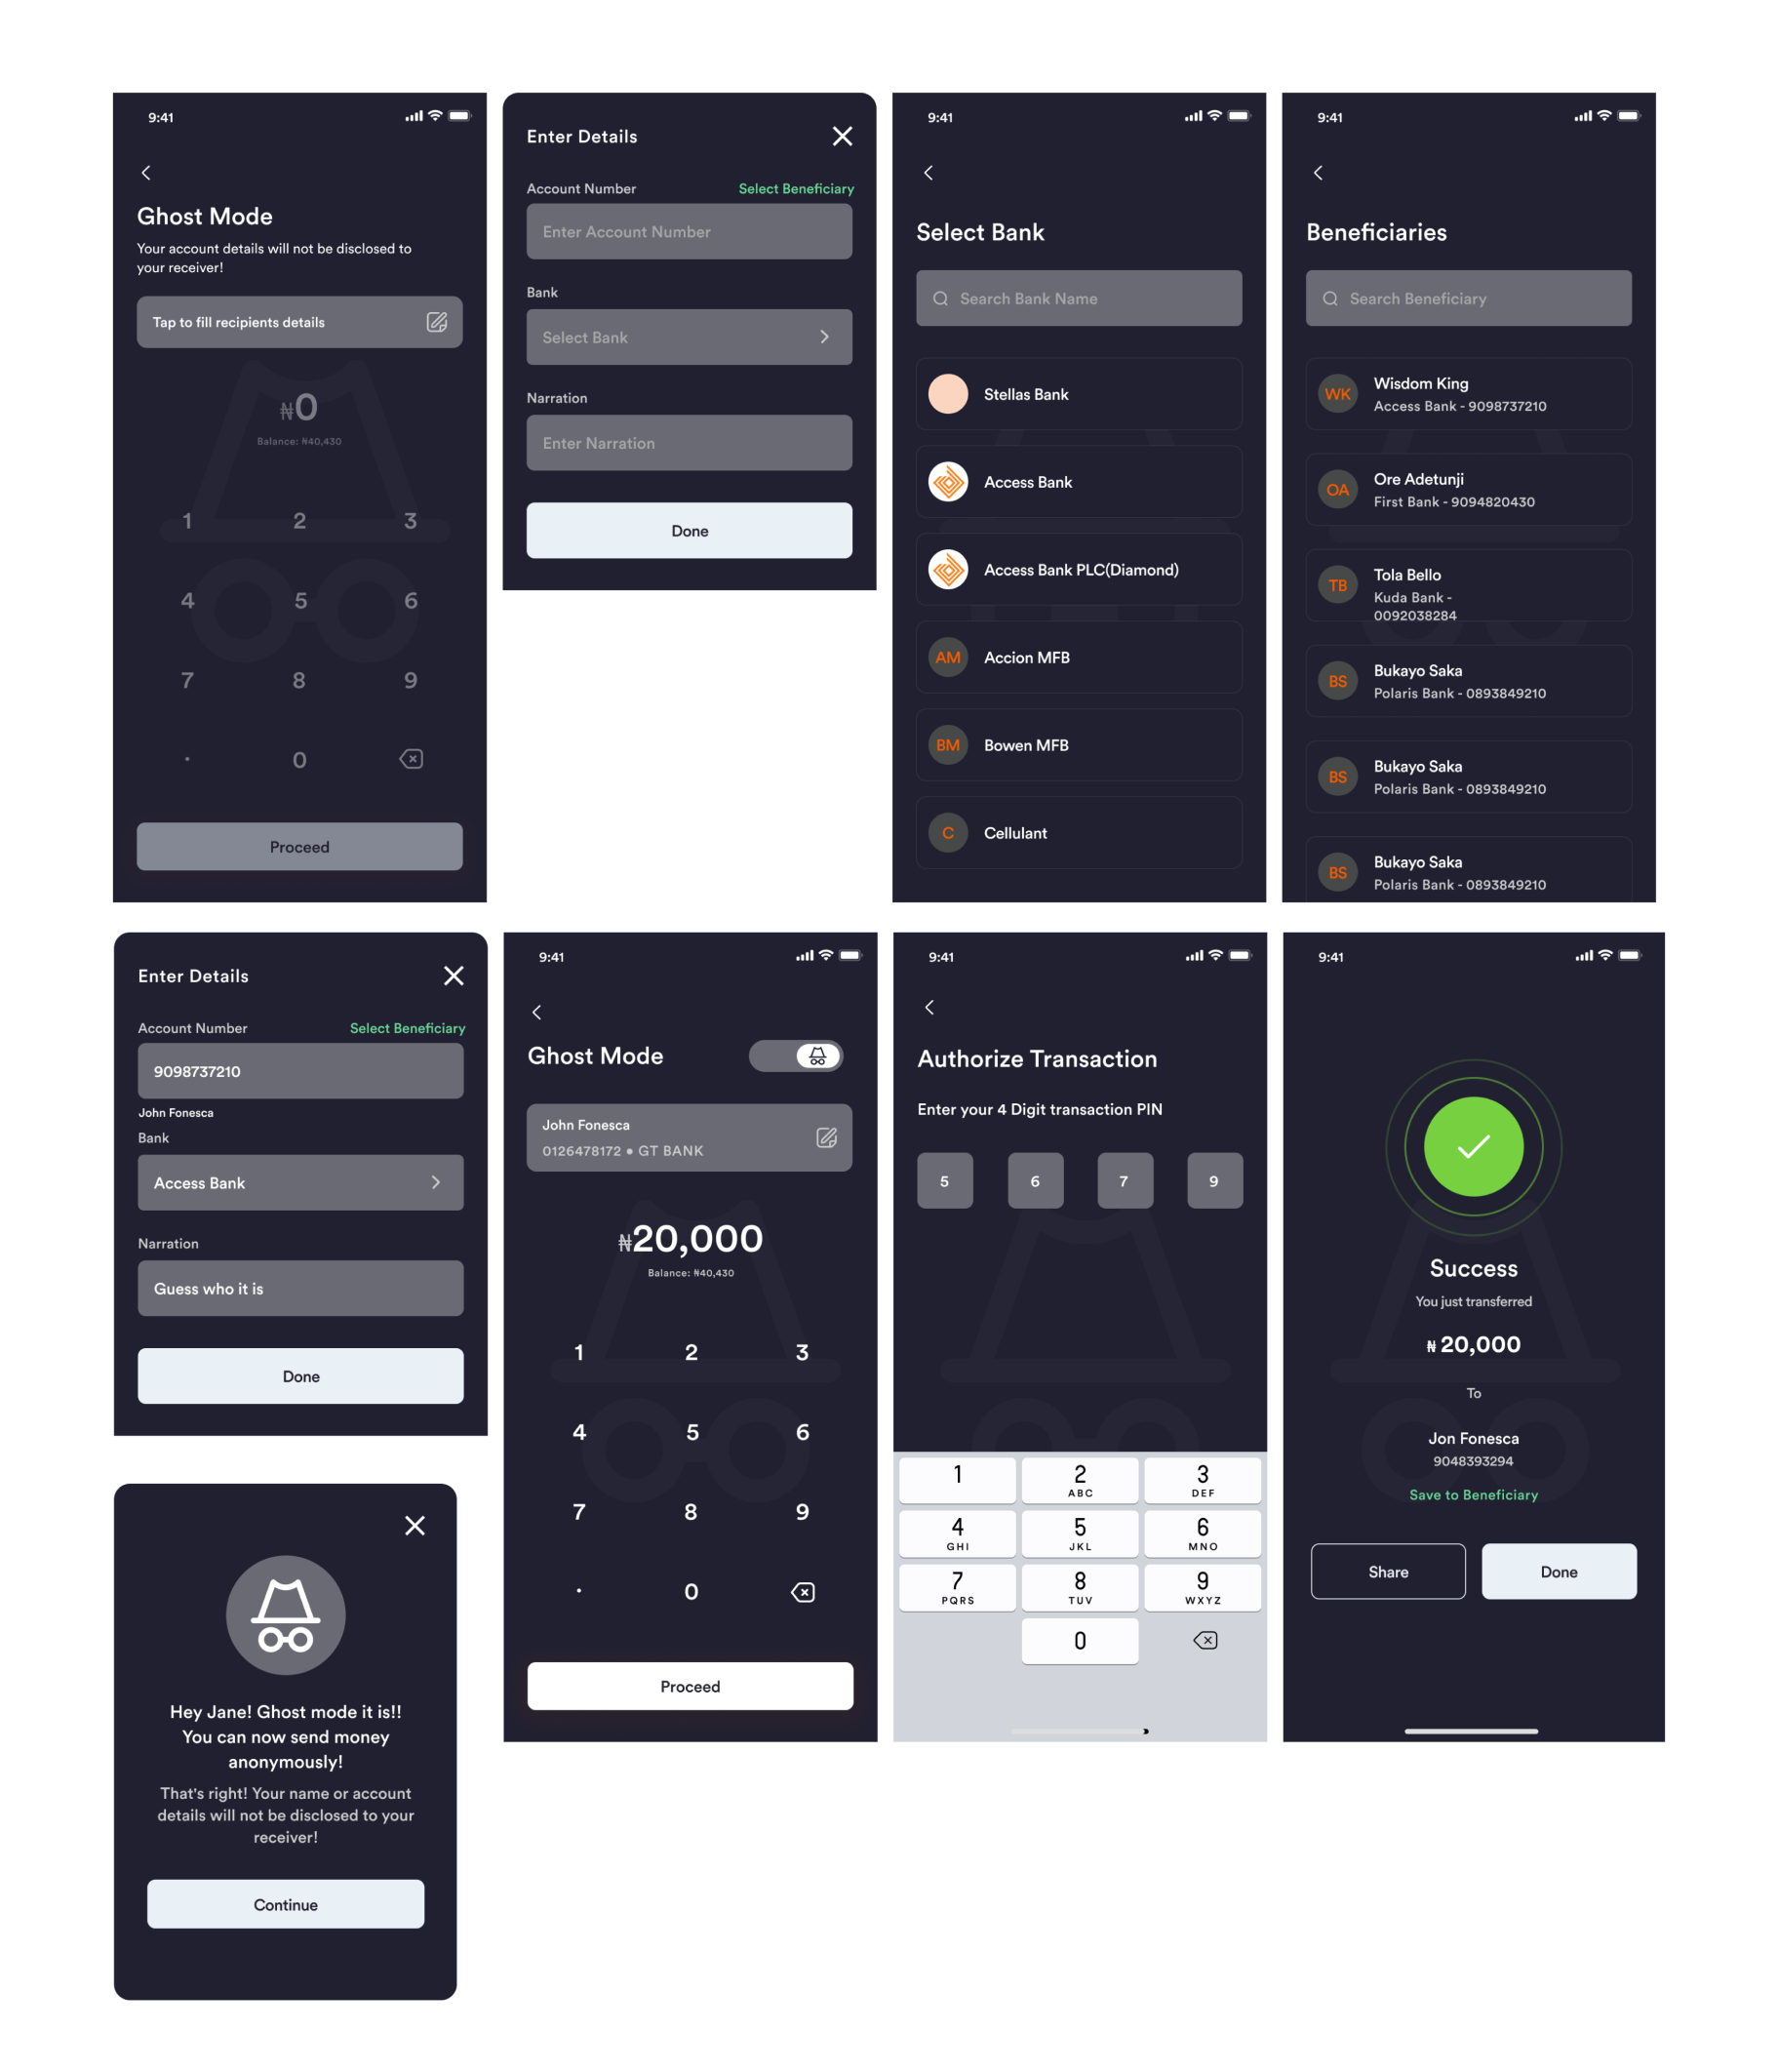 9:41
Ghost Mode
Your account details will not be disclosed to
your receiver!
Tap to fill recipients details
₦0
Balance: ₦40,430
1 2 3
4 5 6
7 8 9
. 0
Proceed
Enter Details
Account Number Select Beneficiary
Enter Account Number
Bank
Select Bank
Narration
Enter Narration
Done
9:41
Select Bank
Search Bank Name
Stellas Bank
Access Bank
Access Bank PLC(Diamond)
AM Accion MFB
BM Bowen MFB
C Cellulant
9:41
Beneficiaries
Search Beneficiary
WK Wisdom King
Access Bank - 9098737210
OA Ore Adetunji
First Bank - 9094820430
TB Tola Bello
Kuda Bank -
0092038284
BS Bukayo Saka
Polaris Bank - 0893849210
BS Bukayo Saka
Polaris Bank - 0893849210
BS Bukayo Saka
Polaris Bank - 0893849210
Enter Details
Account Number Select Beneficiary
9098737210
John Fonesca
Bank
Access Bank
Narration
Guess who it is
Done
9:41
Ghost Mode
John Fonesca
0126478172 • GT BANK
₦20,000
Balance: ₦40,430
1 2 3
4 5 6
7 8 9
. 0
Proceed
9:41
Authorize Transaction
Enter your 4 Digit transaction PIN
5 6 7 9
1 2 3
ABC DEF
4 5 6
GHI JKL MNO
7 8 9
PQRS TUV WXYZ
0
9:41
Success
You just transferred
₦ 20,000
To
Jon Fonesca
9048393294
Save to Beneficiary
Share Done
Hey Jane! Ghost mode it is!!
You can now send money
anonymously!
That's right! Your name or account
details will not be disclosed to your
receiver!
Continue